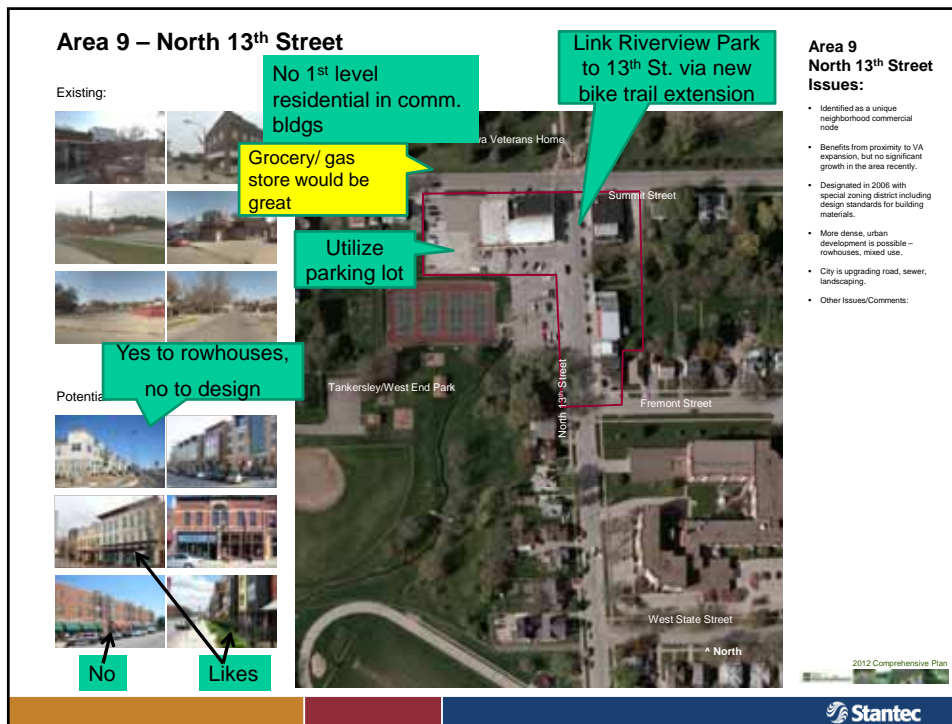 Area 9 – North 13th Street
Existing:
No 1st level
residential in comm.
bldgs
Grocery/ gas
store would be
great
Link Riverview Park
to 13th St. via new
bike trail extension
Utilize
parking lot
Veterans Home
Summit Street
Tankersley/West End Park
North 13th Street
Fremont Street
West State Street
^ North
Yes to rowhouses,
no to design
No
Likes
Area 9
North 13th Street
Issues:
• Identified as a unique
neighborhood commercial
node
• Benefits from proximity to VA
expansion, but no significant
growth in the area recently.
• Designated in 2006 with
special zoning district including
design standards for building
materials.
• More dense, urban
development is possible –
rowhouses, mixed use.
• City is upgrading road, sewer,
landscaping.
• Other Issues/Comments:
2012 Comprehensive Plan
Stantec